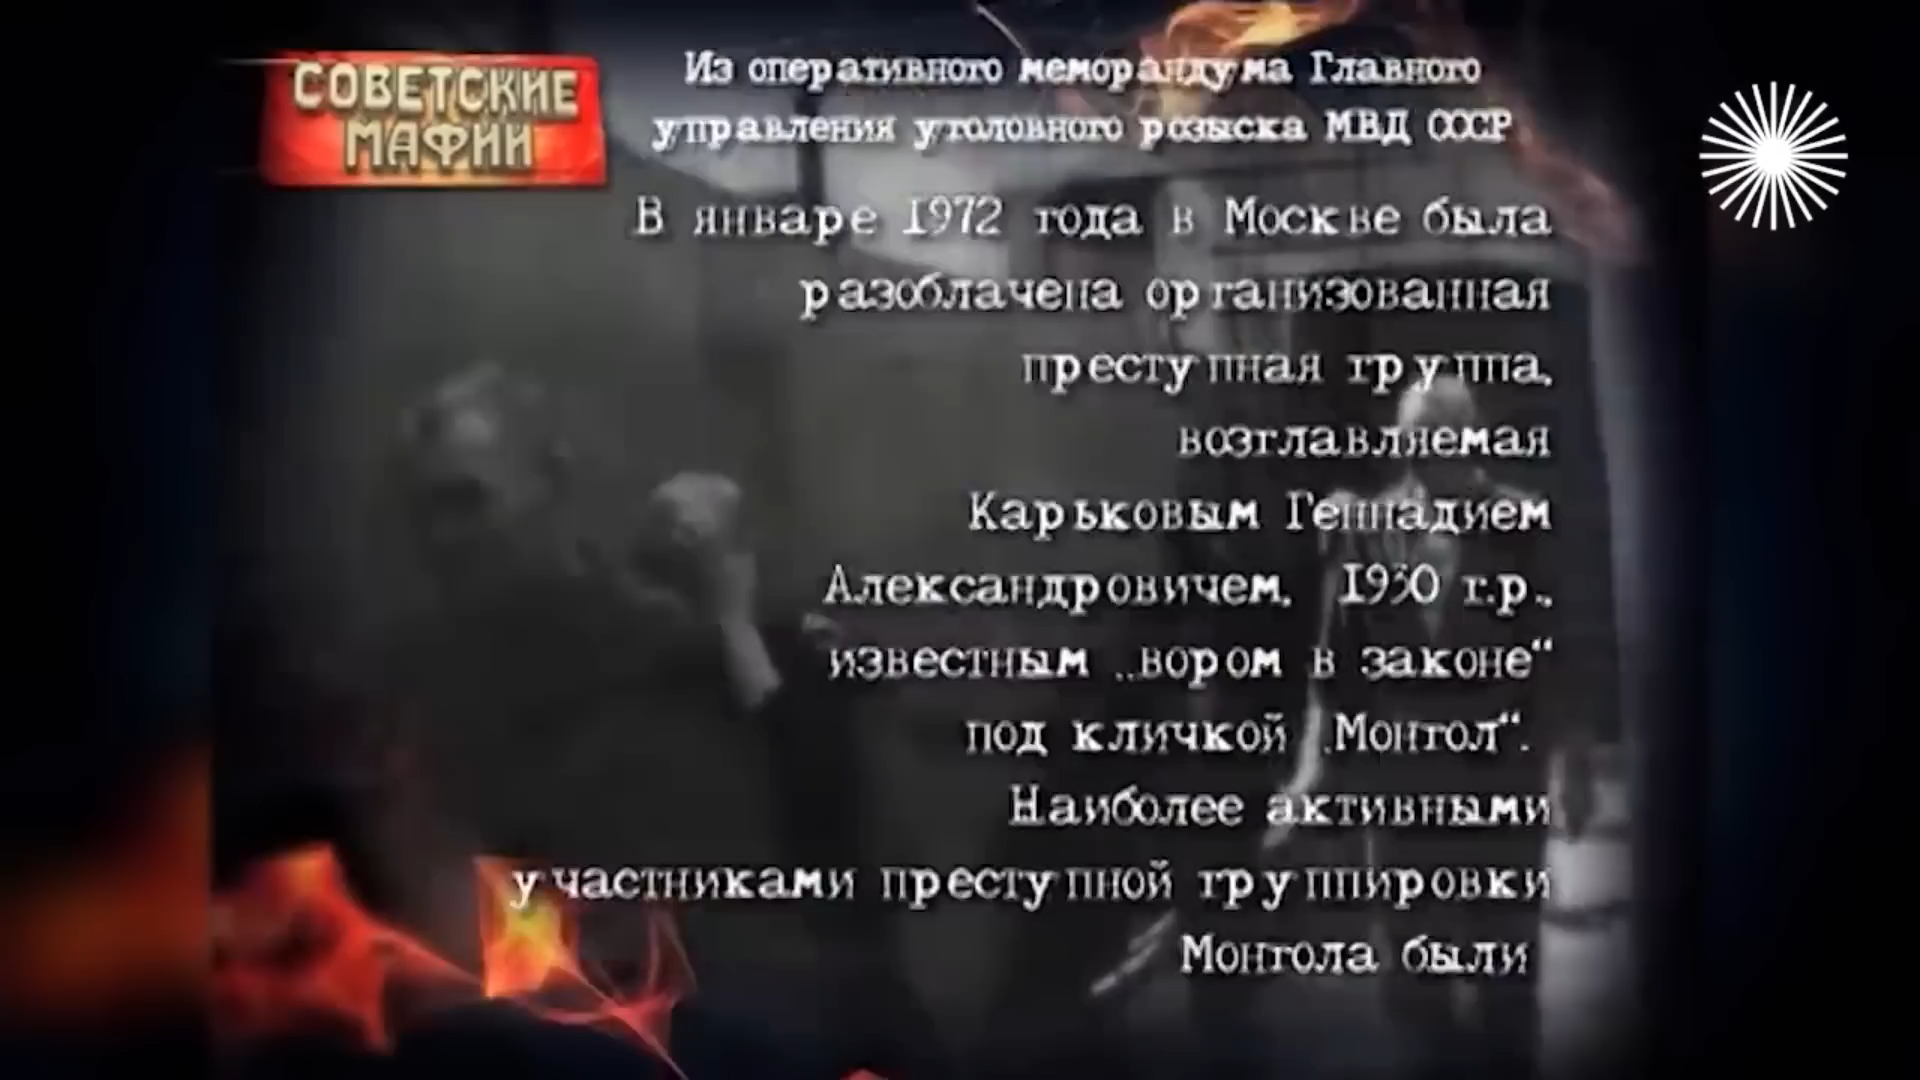 СОВЕТСКИЕ
МАФИИ
Из оперативного меморандума Главного
управления уголовного розыска МВД СССР
В январе 1972 года в Москве была
разоблачена организованная
преступная группа,
возглавляемая
Карьковым Геннадием
Александровичем, 1930 г.р.,
известным „вором в законе“
под кличкой „Монгол“.
Наиболее активными
участниками преступной группировки
Монгола были